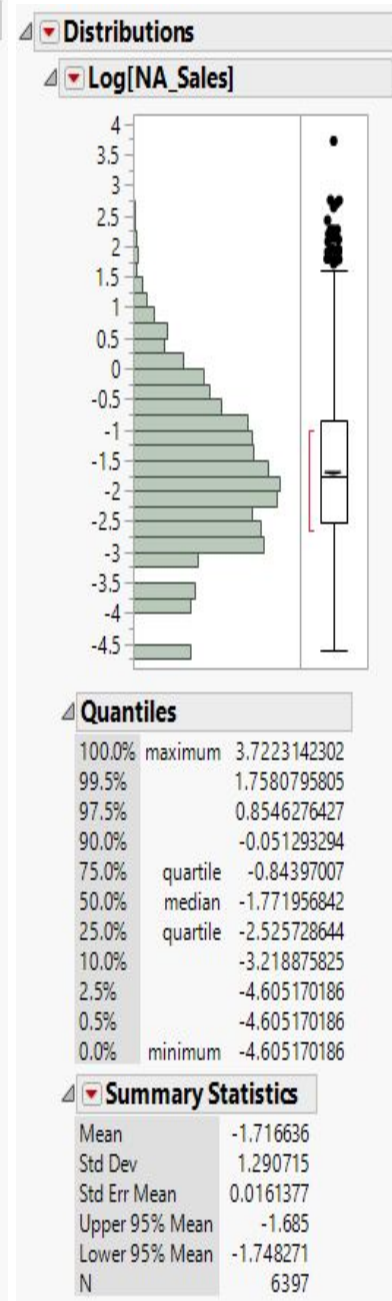 Distributions
Log[NA_Sales]
4
3.5
3
2.5
2
1.5
1
0.5
0
-0.5
-1
-1.5
-2
-2.5
-3
-3.5
-4
-4.5
Quantiles
100.0% maximum 3.7223142302
99.5% 1.7580795805
97.5% 0.8546276427
90.0% -0.051293294
75.0% quartile -0.84397007
50.0% median -1.771956842
25.0% quartile -2.525728644
10.0% -3.218875825
2.5% -4.605170186
0.5% -4.605170186
0.0% minimum -4.605170186
Summary Statistics
Mean -1.716636
Std Dev 1.290715
Std Err Mean 0.0161377
Upper 95% Mean -1.685
Lower 95% Mean -1.748271
N 6397